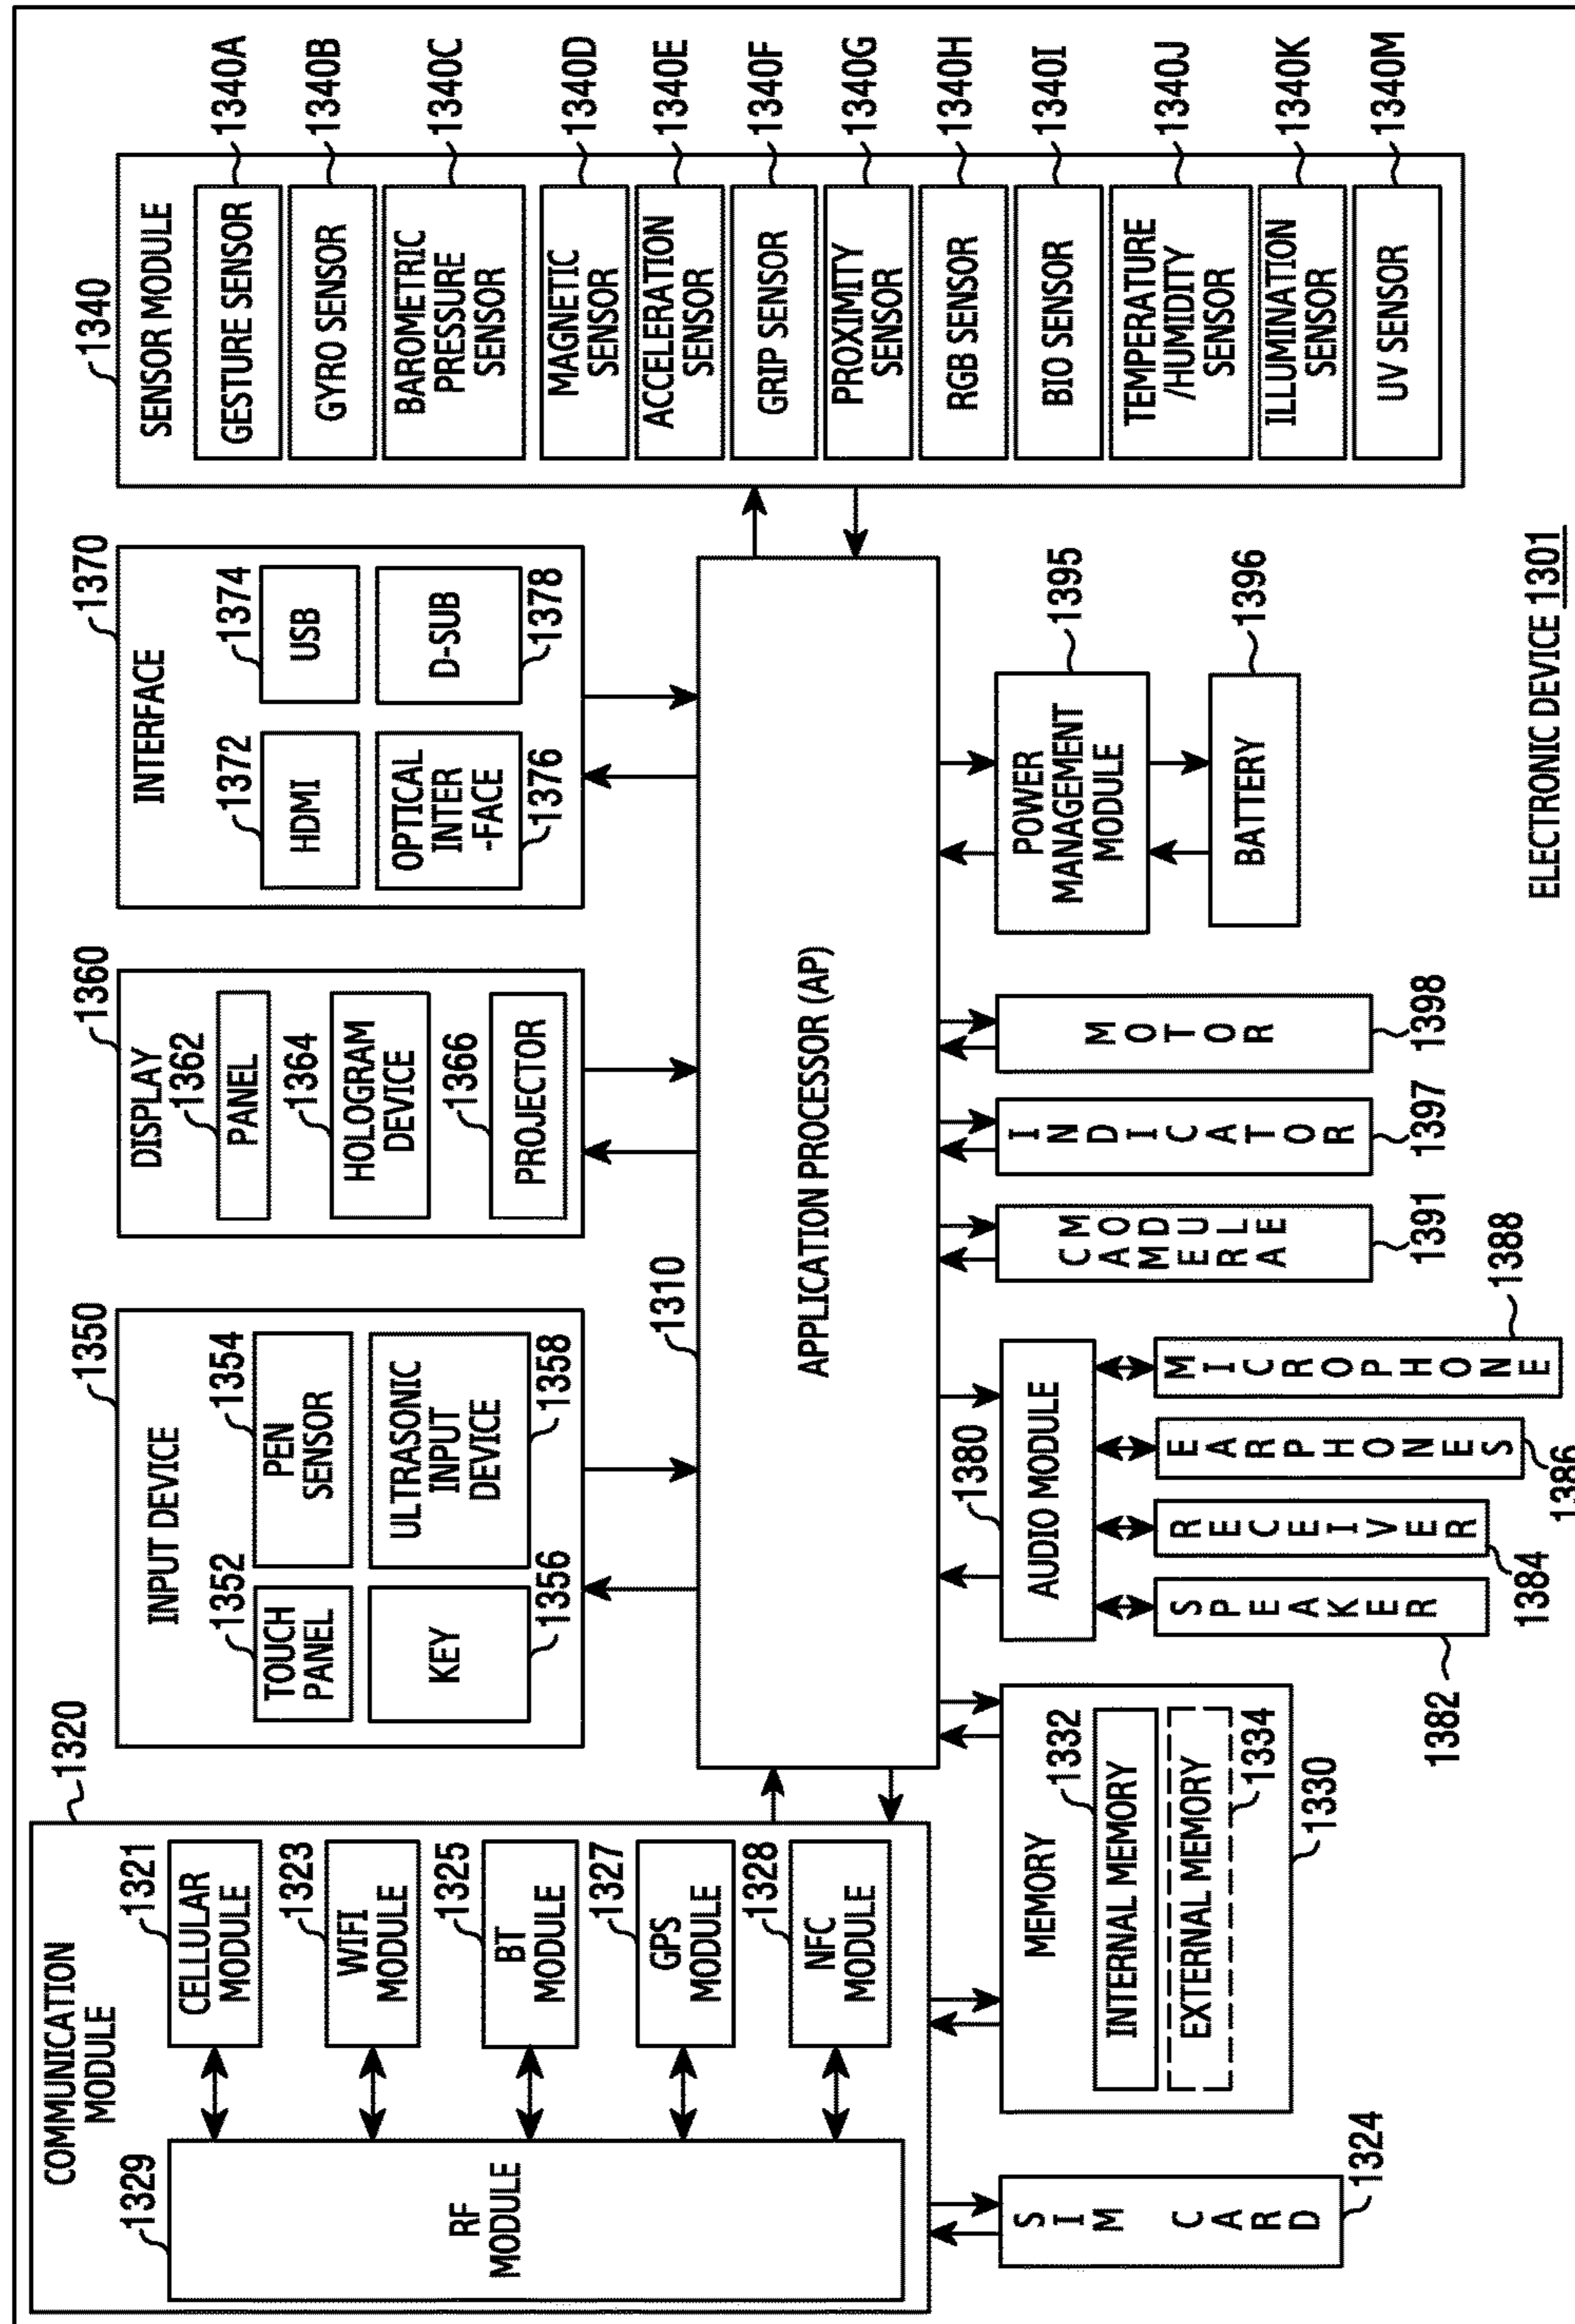 COMMUNICATION
MODULE
1320
1329
RF
MODULE
1321
CELLULAR
MODULE
1323
WIFI
MODULE
1325
BT
MODULE
1327
GPS
MODULE
1328
NFC
MODULE
SIM CARD
1324
MEMORY
1332
INTERNAL MEMORY
EXTERNAL MEMORY
1334
1330
1350
INPUT DEVICE
1352
TOUCH
PANEL
1354
PEN
SENSOR
KEY
1356
ULTRASONIC
INPUT
DEVICE
1358
1360
DISPLAY
1362
PANEL
1364
HOLOGRAM
DEVICE
1366
PROJECTOR
1370
INTERFACE
1372
HDMI
1374
USB
OPTICAL
INTER
-FACE
1376
D-SUB
1378
1310
APPLICATION PROCESSOR (AP)
1380
AUDIO MODULE
SPEAKER
1382
RECEIVER
1384
EARPHONES
1386
MICROPHONE
1388
CAMERA
MODULE
1391
INDICATOR
1397
MOTOR
1398
POWER
MANAGEMENT
MODULE
1395
BATTERY
1396
1340
SENSOR MODULE
GESTURE SENSOR
1340A
GYRO SENSOR
1340B
BAROMETRIC
PRESSURE
SENSOR
1340C
MAGNETIC
SENSOR
1340D
ACCELERATION
SENSOR
1340E
GRIP SENSOR
1340F
PROXIMITY
SENSOR
1340G
RGB SENSOR
1340H
BIO SENSOR
1340I
TEMPERATURE
/HUMIDITY
SENSOR
1340J
ILLUMINATION
SENSOR
1340K
UV SENSOR
1340M
ELECTRONIC DEVICE 1301